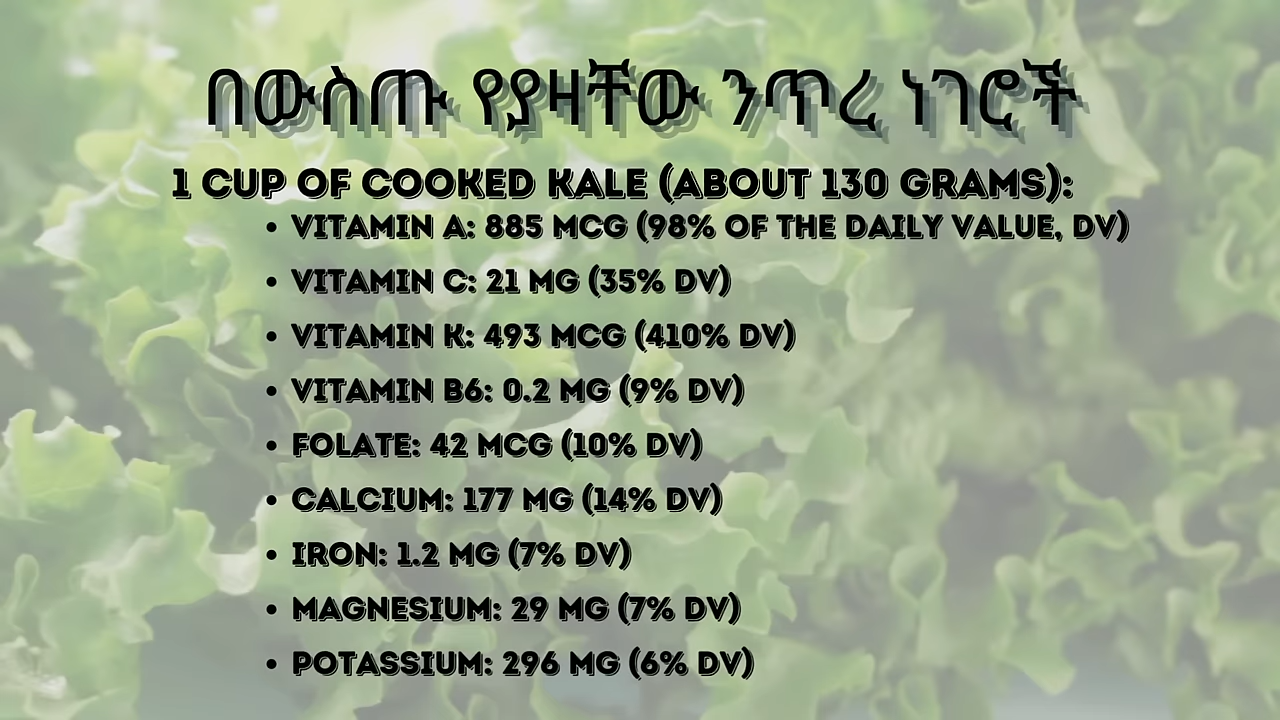 በውስጡ የያዛቸው ንጥረ ነገሮች
1 CUP OF COOKED KALE (ABOUT 130 GRAMS):
• VITAMIN A: 885 MCG (98% OF THE DAILY VALUE, DV)
• VITAMIN C: 21 MG (35% DV)
• VITAMIN K: 493 MCG (410% DV)
• VITAMIN B6: 0.2 MG (9% DV)
• FOLATE: 42 MCG (10% DV)
• CALCIUM: 177 MG (14% DV)
• IRON: 1.2 MG (7% DV)
• MAGNESIUM: 29 MG (7% DV)
• POTASSIUM: 296 MG (6% DV)